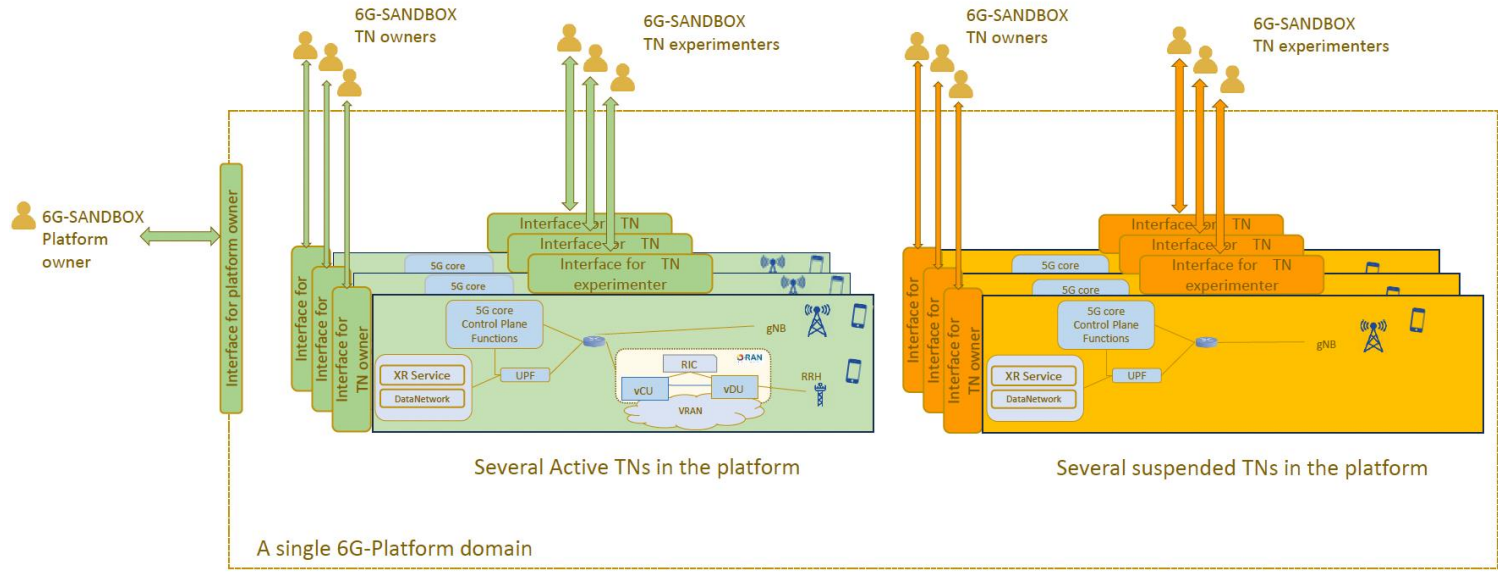 6G-SANDBOX
TN owners
6G-SANDBOX
TN experimenters
6G-SANDBOX
TN owners
6G-SANDBOX
TN experimenters
6G-SANDBOX
Platform
owner
Interface for platform owner
Interface for
Interface for
Interface for
TN owner
Interface for TN
Interface for TN
Interface for TN
experimenter
5G core
5G core
5G core
Control Plane
Functions
XR Service
DataNetwork
UPF
gNB
RIC
O-RAN
vCU
vDU
VRAN
RRH
Interface for
Interface for
Interface for
TN owner
Interface for TN
Interface for TN
Interface for TN
experimenter
5G core
5G core
5G core
Control Plane
Functions
XR Service
DataNetwork
UPF
gNB
Several Active TNs in the platform
Several suspended TNs in the platform
A single 6G-Platform domain